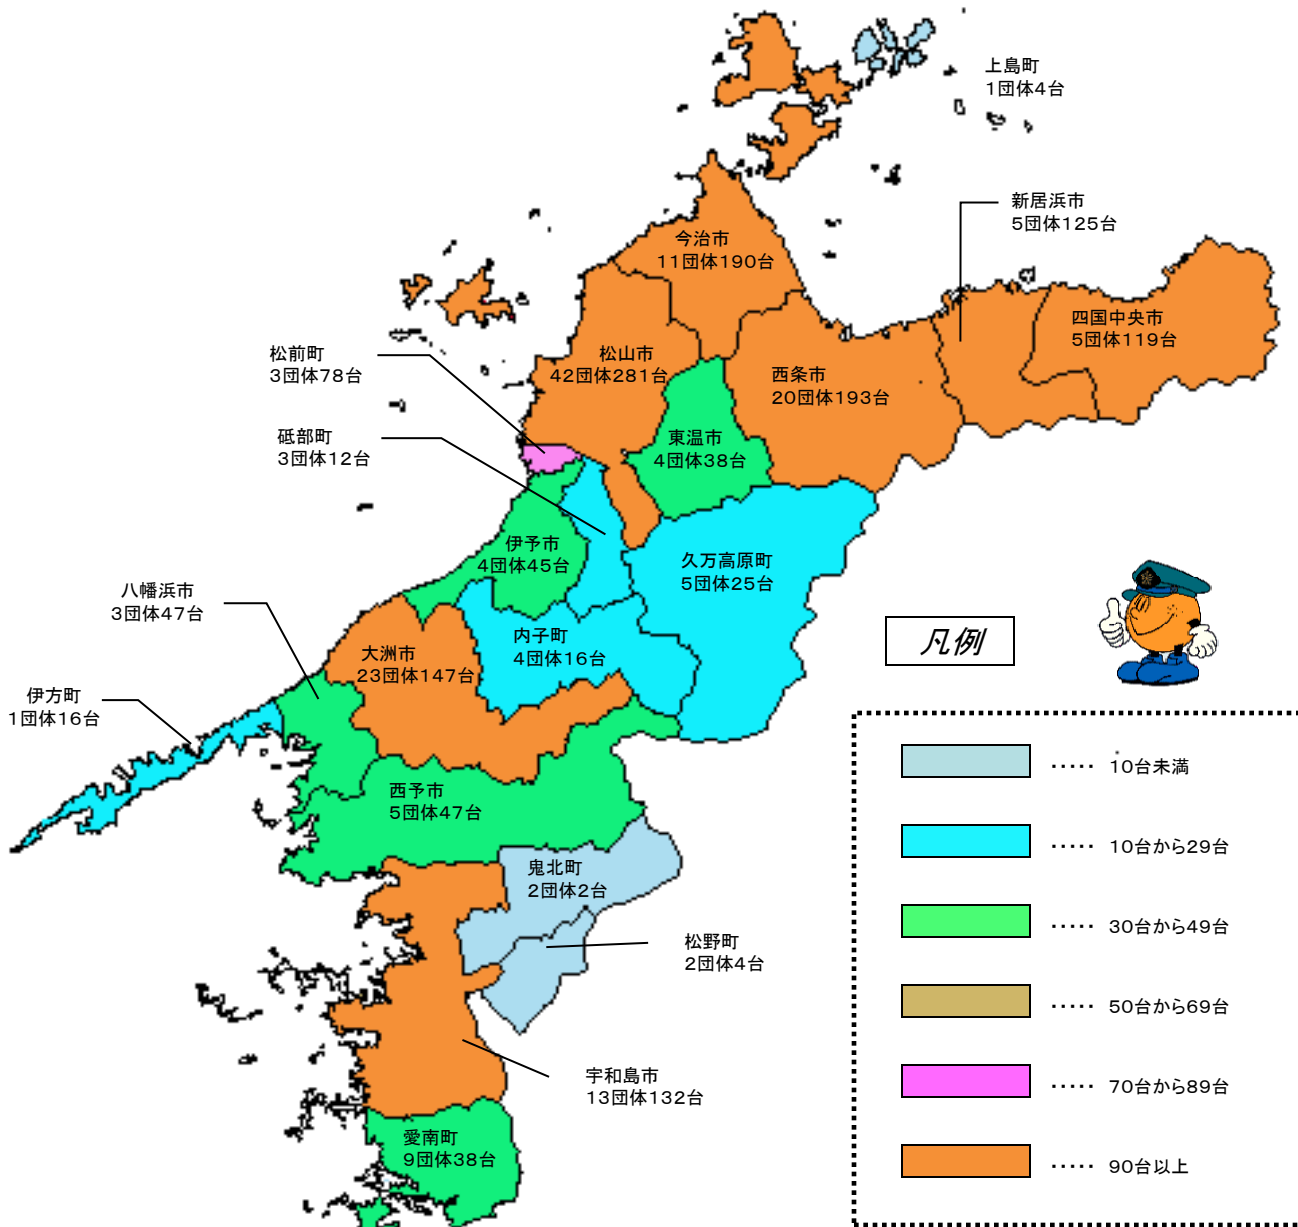 上島町
1団体4台
新居浜市
5団体125台
今治市
11団体190台
四国中央市
5団体119台
松前町
3団体78台
松山市
42団体281台
西条市
20団体193台
砥部町
3団体12台
東温市
4団体38台
伊予市
4団体45台
久万高原町
5団体25台
八幡浜市
3団体47台
内子町
4団体16台
大洲市
23団体147台
伊方町
1団体16台
西予市
5団体47台
鬼北町
2団体2台
松野町
2団体4台
宇和島市
13団体132台
愛南町
9団体38台
凡例
····· 10台未満
····· 10台から29台
····· 30台から49台
····· 50台から69台
····· 70台から89台
····· 90台以上